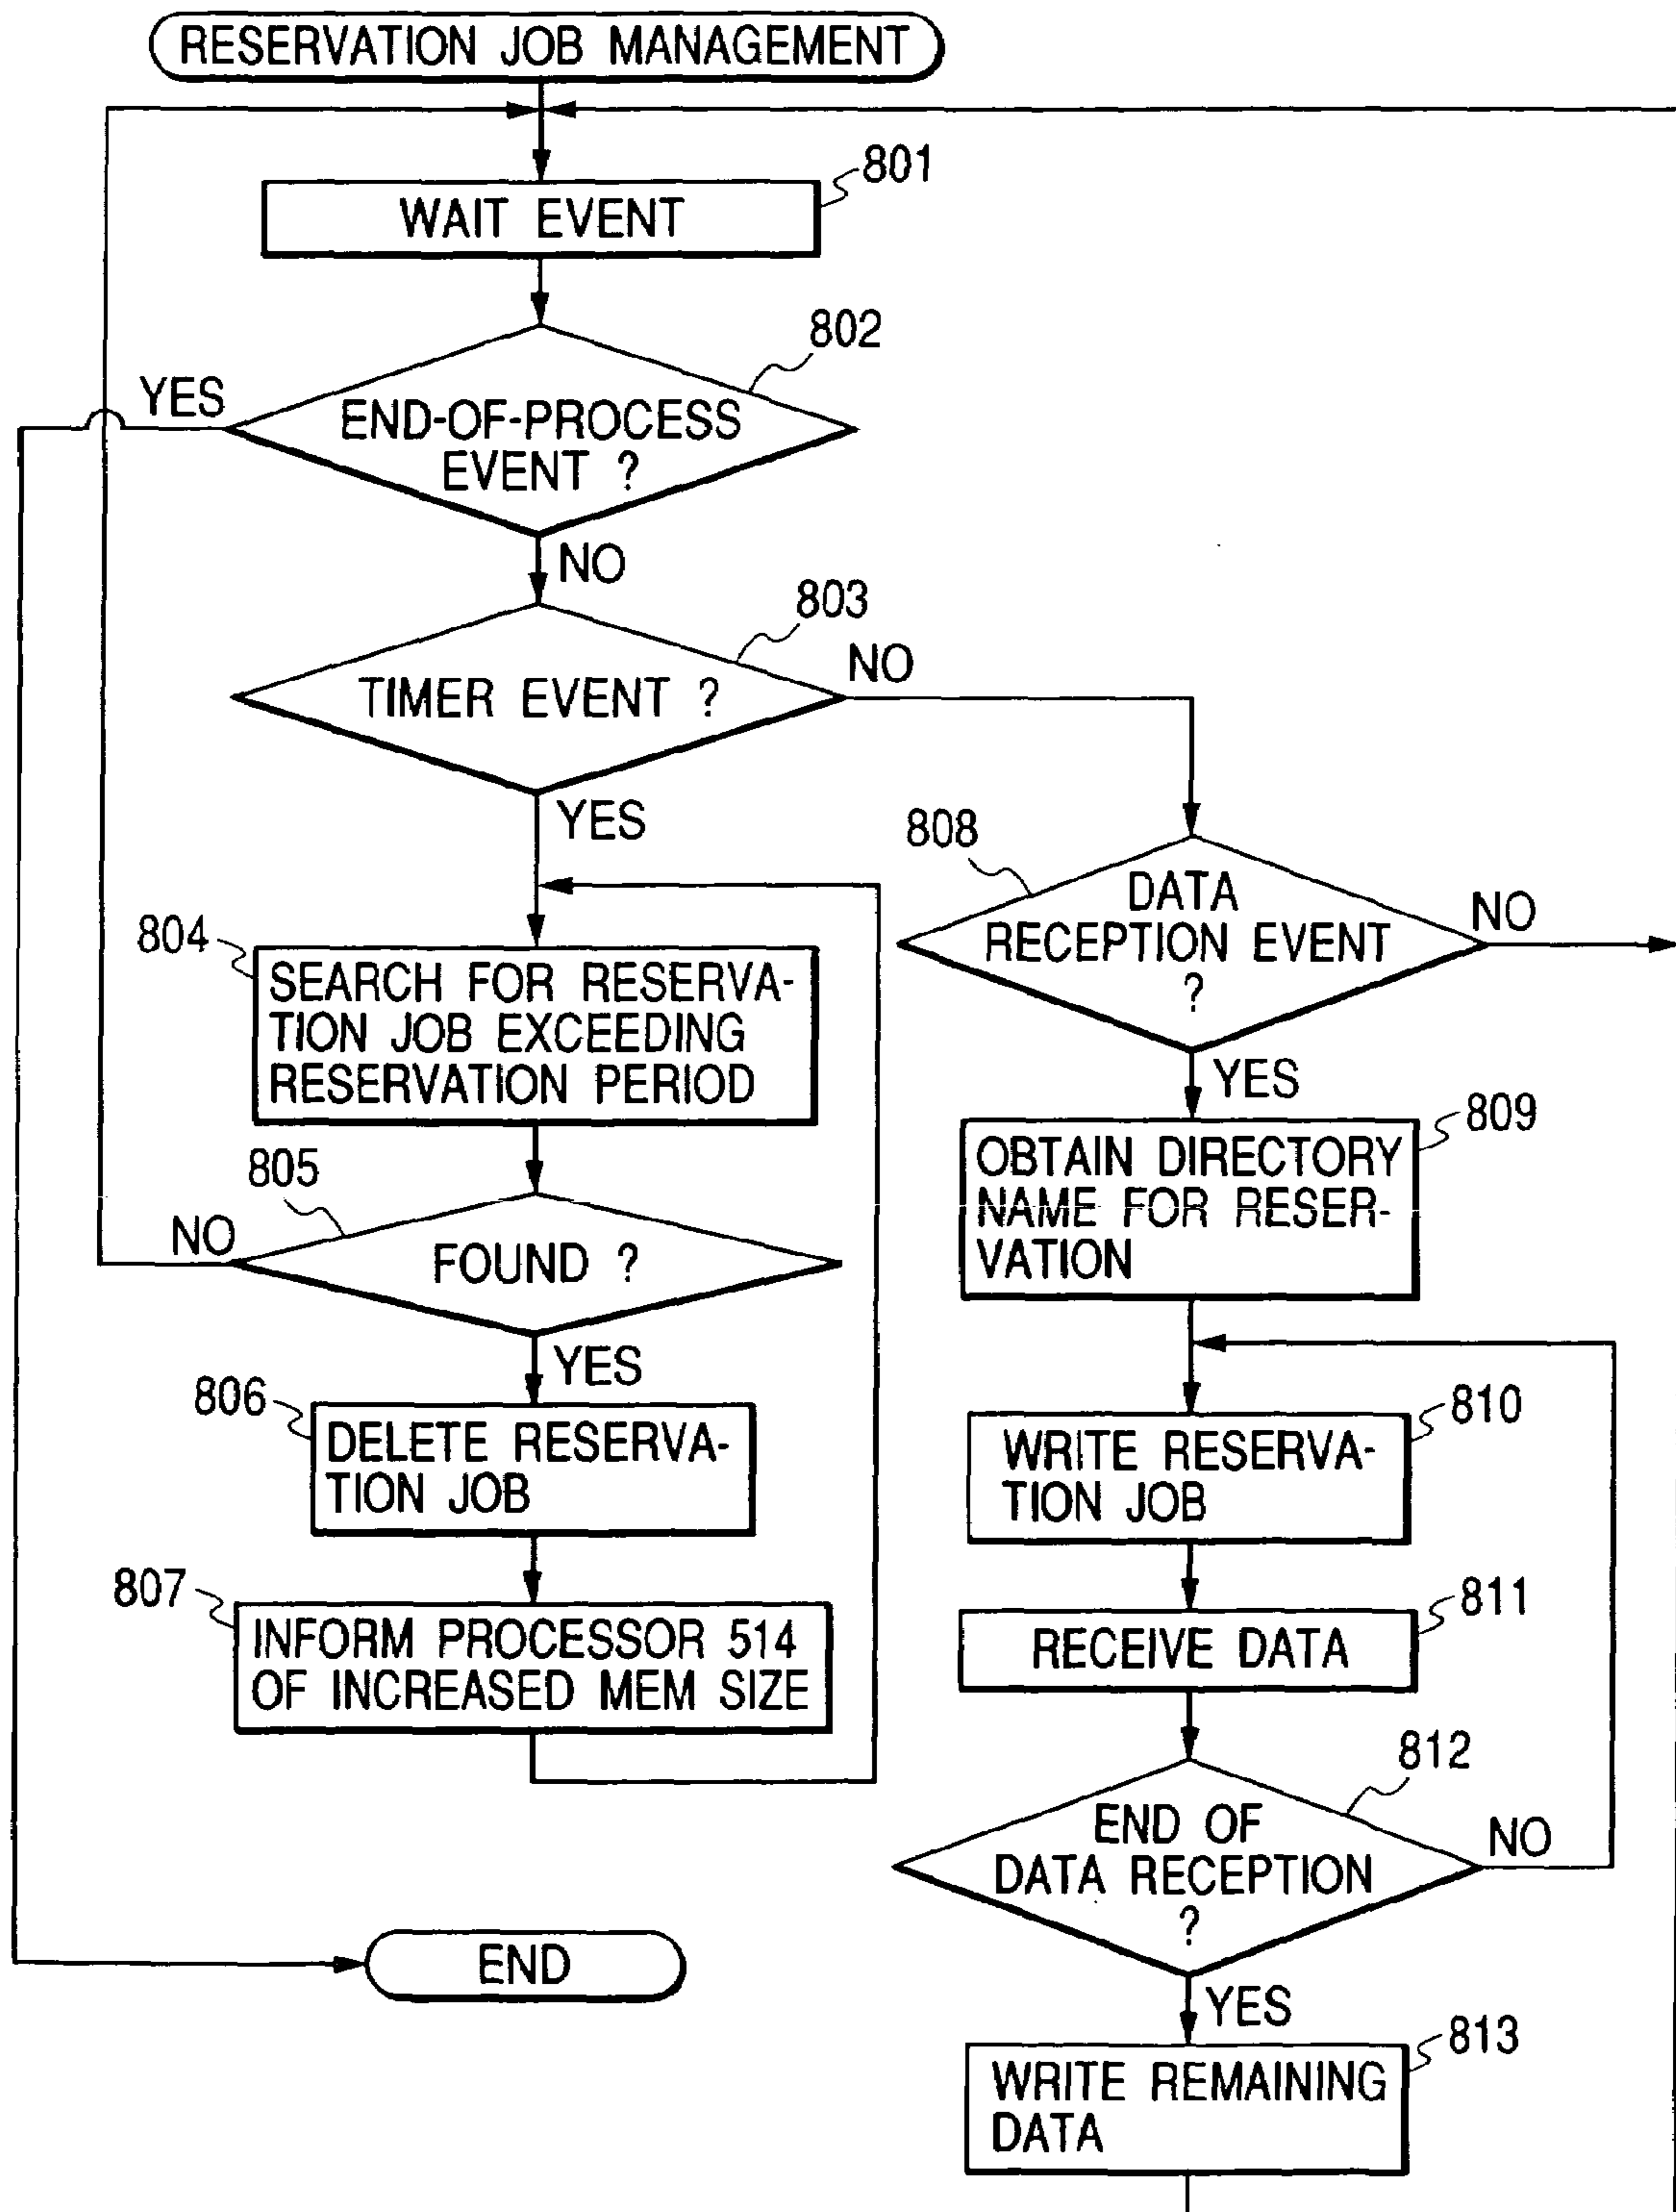 RESERVATION JOB MANAGEMENT
801
WAIT EVENT
802
YES
END-OF-PROCESS
EVENT ?
NO
803
NO
TIMER EVENT ?
YES
808
DATA
RECEPTION EVENT
?
NO
YES
804
SEARCH FOR RESERVA-
TION JOB EXCEEDING
RESERVATION PERIOD
805
NO
FOUND ?
YES
806
DELETE RESERVA-
TION JOB
807
INFORM PROCESSOR 514
OF INCREASED MEM SIZE
809
OBTAIN DIRECTORY
NAME FOR RESER-
VATION
810
WRITE RESERVA-
TION JOB
811
RECEIVE DATA
812
END OF
DATA RECEPTION
?
NO
YES
813
WRITE REMAINING
DATA
END